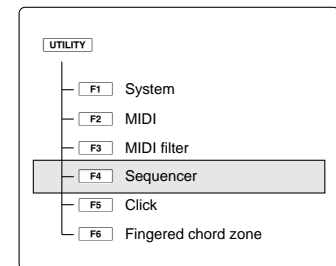 UTILITY
F1 System
F2 MIDI
F3 MIDI filter
F4 Sequencer
F5 Click
F6 Fingered chord zone